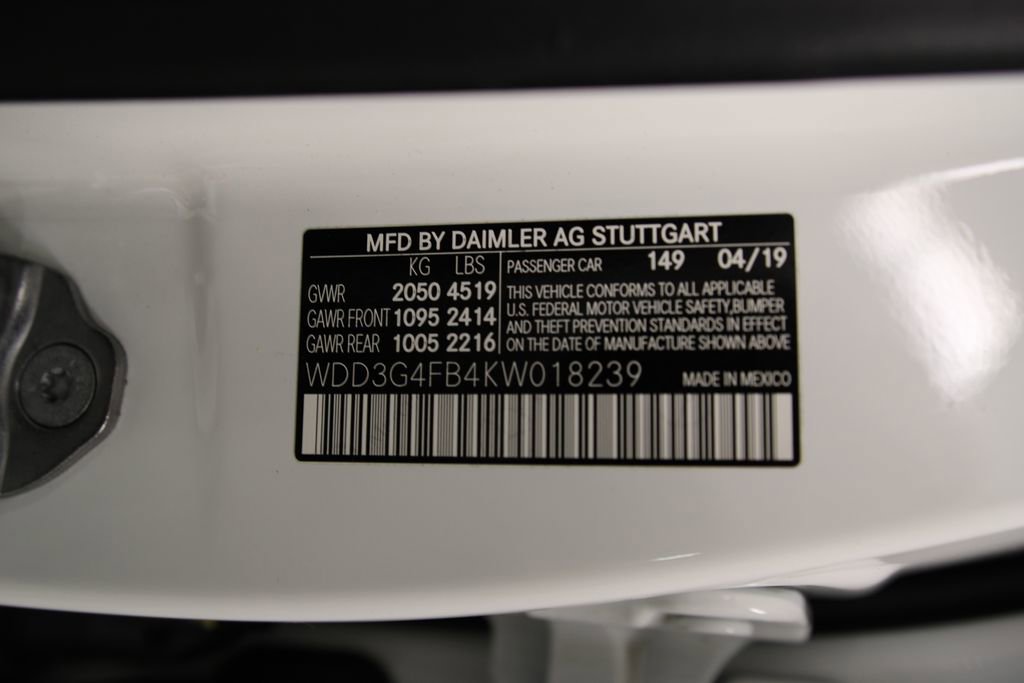 MFD BY DAIMLER AG STUTTGART
KG LBS
GVWR 2050 4519
GAWR FRONT 1095 2414
GAWR REAR 1005 2216
PASSENGER CAR 149 04/19
THIS VEHICLE CONFORMS TO ALL APPLICABLE
U.S. FEDERAL MOTOR VEHICLE SAFETY,BUMPER
AND THEFT PREVENTION STANDARDS IN EFFECT
ON THE DATE OF MANUFACTURE SHOWN ABOVE
WDD3G4FB4KW018239 MADE IN MEXICO